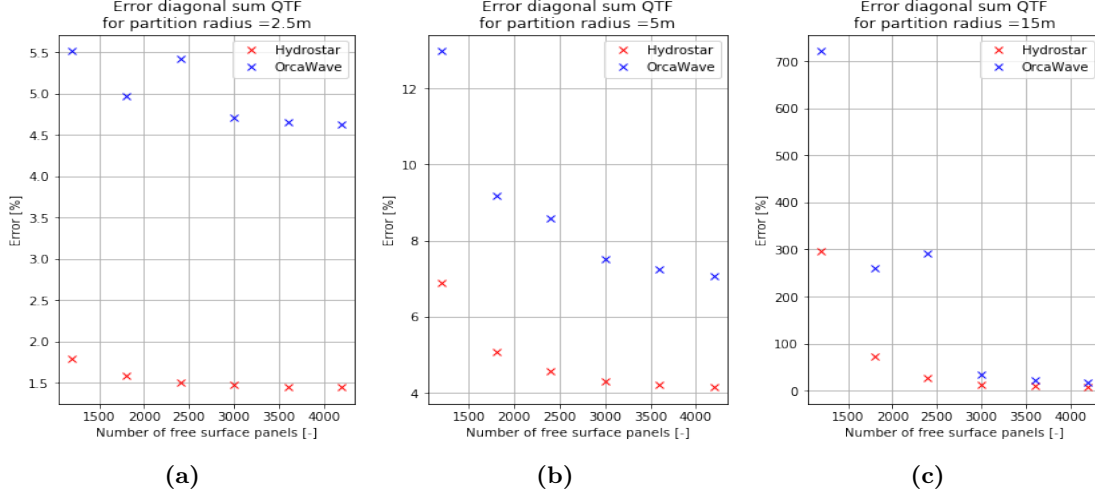 Error diagonal sum QTF
for partition radius =2.5m
Hydrostar
OrcaWave
Error [%]
5.5
5.0
4.5
4.0
3.5
3.0
2.5
2.0
1.5
1500 2000 2500 3000 3500 4000
Number of free surface panels [-]
(a)
Error diagonal sum QTF
for partition radius =5m
Hydrostar
OrcaWave
Error [%]
12
10
8
6
4
1500 2000 2500 3000 3500 4000
Number of free surface panels [-]
(b)
Error diagonal sum QTF
for partition radius =15m
Hydrostar
OrcaWave
Error [%]
700
600
500
400
300
200
100
0
1500 2000 2500 3000 3500 4000
Number of free surface panels [-]
(c)